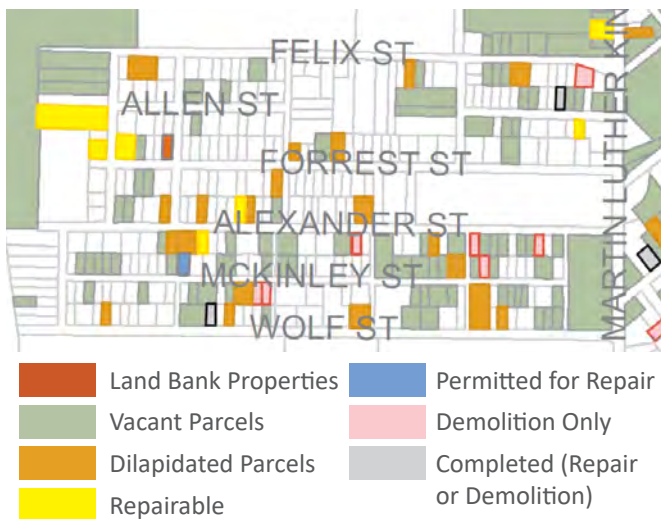 FELIX ST
ALLEN ST
FORREST ST
ALEXANDER ST
MCKINLEY ST
WOLF ST
MARTIN LUTHER KIN
Land Bank Properties
Vacant Parcels
Dilapidated Parcels
Repairable
Permitted for Repair
Demolition Only
Completed (Repair
or Demolition)